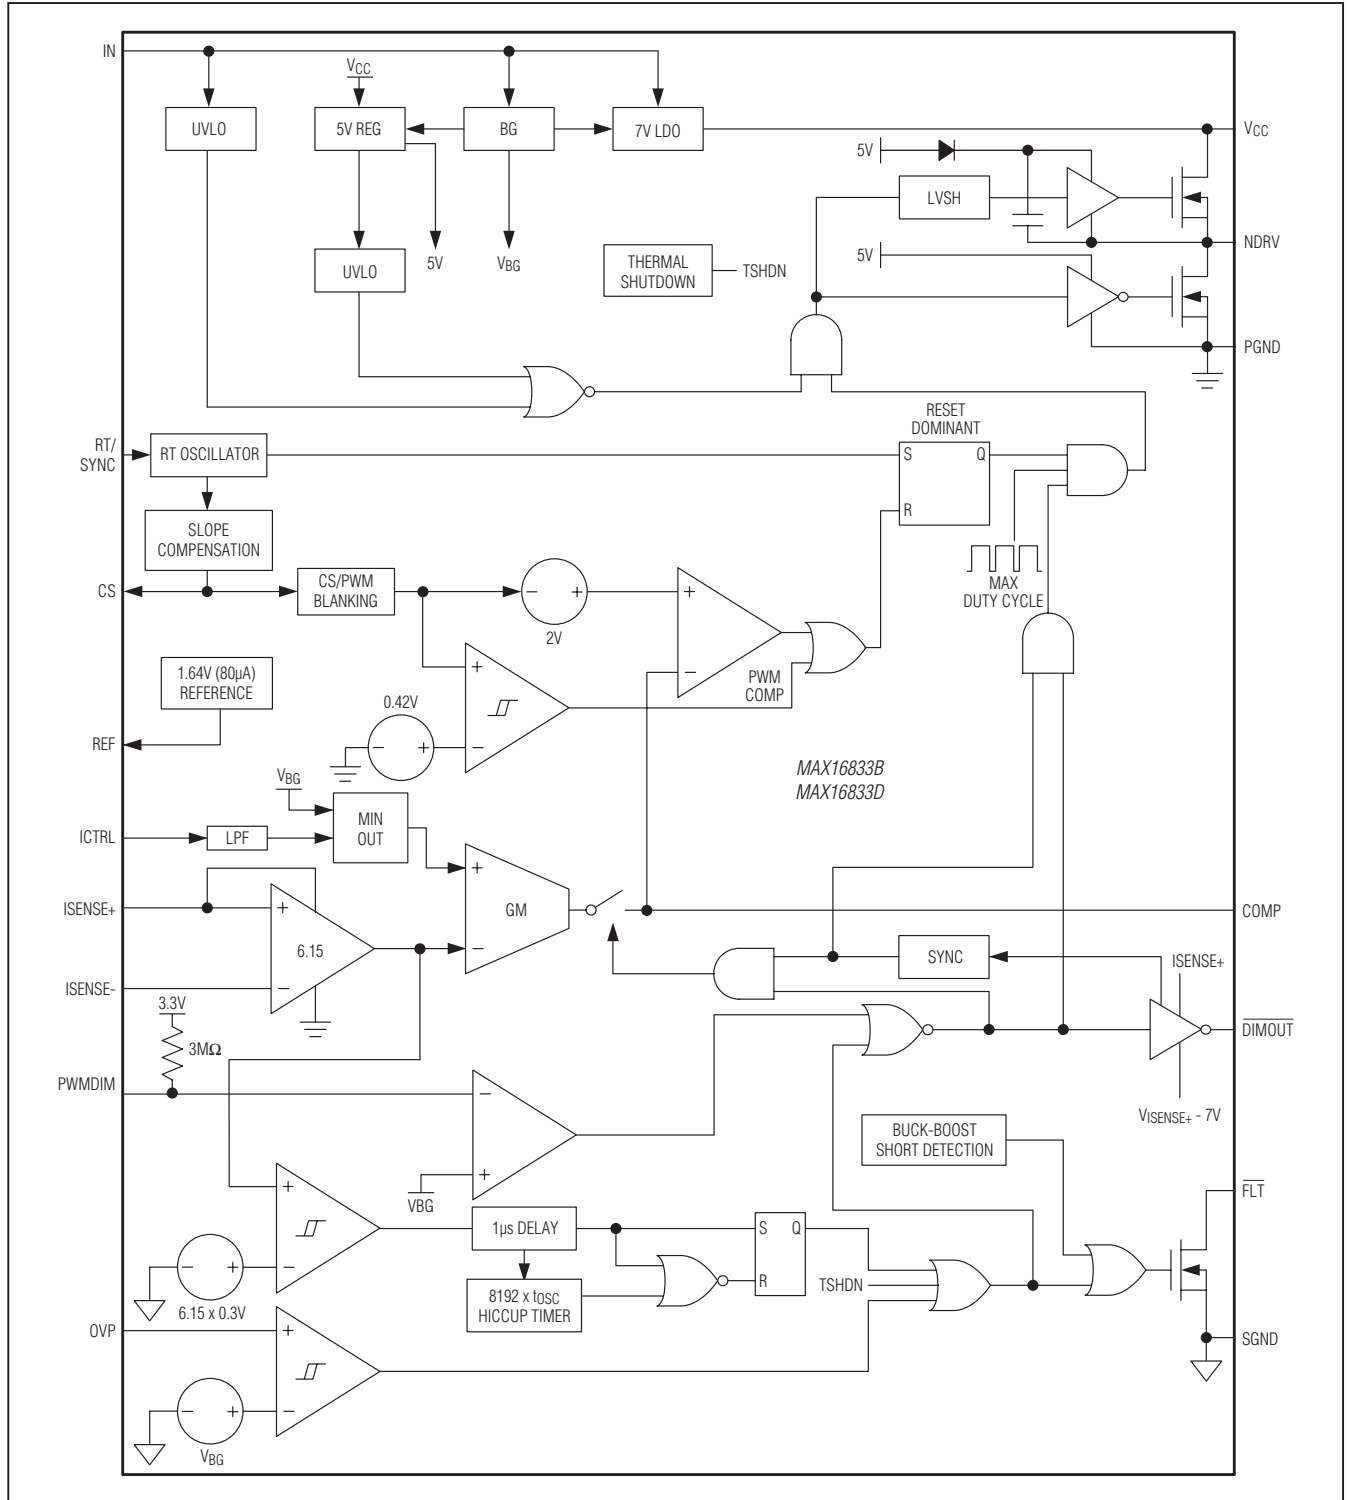 IN
VCC
UVLO
5V REG
BG
7V LDO
VCC
5V
LVSH
NDRV
5V
THERMAL
SHUTDOWN
TSHDN
UVLO
5V
VBG
PGND
RESET
DOMINANT
RT/
SYNC
RT OSCILLATOR
S
Q
R
SLOPE
COMPENSATION
CS
CS/PWM
BLANKING
−
+
2V
+
−
PWM
COMP
MAX
DUTY CYCLE
1.64V (80µA)
REFERENCE
REF
0.42V
−
+
+
−
MAX16833B
MAX16833D
VBG
MIN
OUT
ICTRL
LPF
+
GM
−
ISENSE+
+
6.15
−
ISENSE-
COMP
SYNC
ISENSE+
DIMOUT
VISENSE+ - 7V
3.3V
3MΩ
PWMDIM
−
+
VBG
BUCK-BOOST
SHORT DETECTION
FLT
+
−
−
+
6.15 x 0.3V
1µs DELAY
8192 x tOSC
HICCUP TIMER
S
Q
R
TSHDN
SGND
OVP
+
−
−
+
VBG